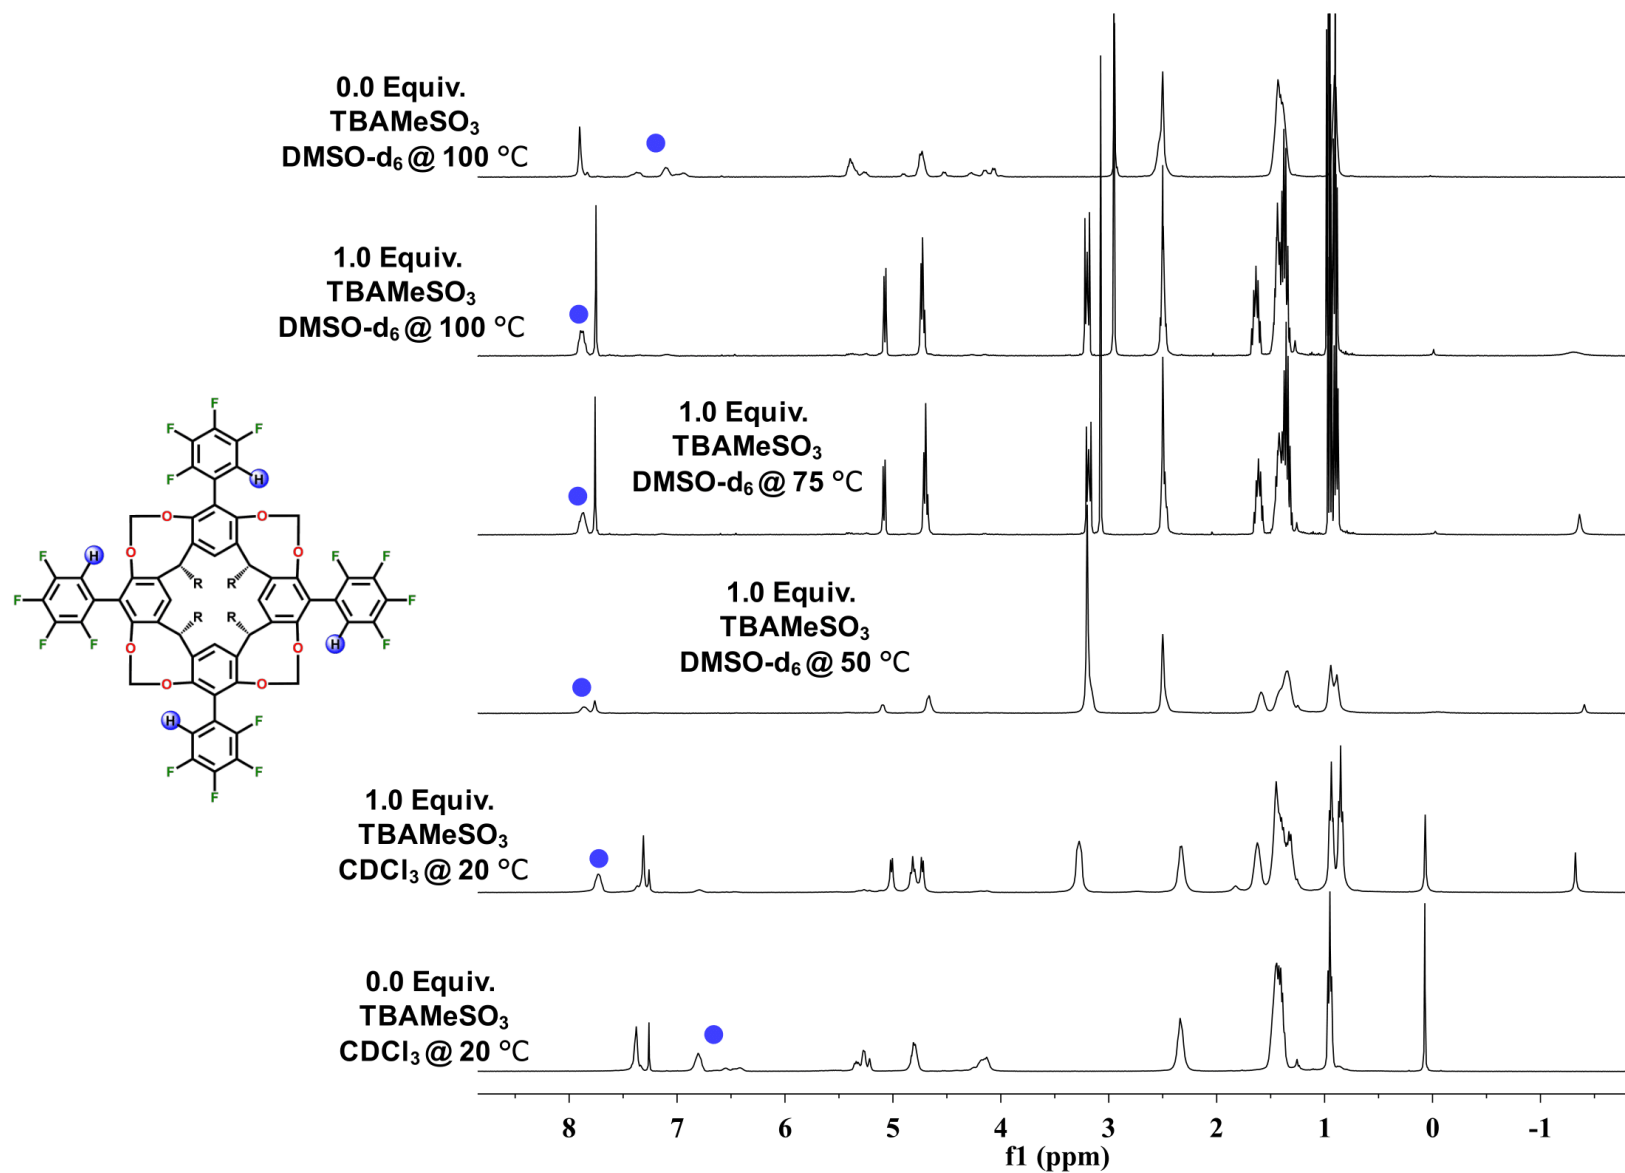 0.0 Equiv.
TBAMeSO₃
DMSO-d₆ @ 100 °C
1.0 Equiv.
TBAMeSO₃
DMSO-d₆ @ 100 °C
1.0 Equiv.
TBAMeSO₃
DMSO-d₆ @ 75 °C
1.0 Equiv.
TBAMeSO₃
DMSO-d₆ @ 50 °C
1.0 Equiv.
TBAMeSO₃
CDCl₃ @ 20 °C
0.0 Equiv.
TBAMeSO₃
CDCl₃ @ 20 °C
F
F F
F H
O O
F H O O F F
R R
F F
R R
F F O O H F
O O
H F
F F
F
8 7 6 5 4 3 2 1 0 -1
f1 (ppm)